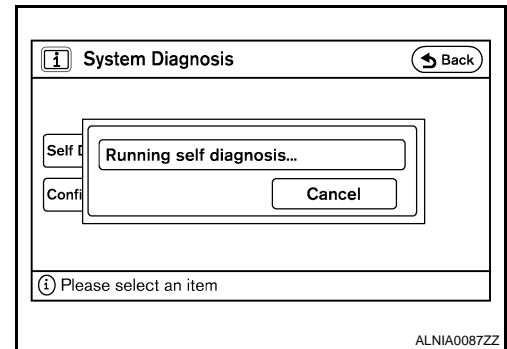 i System Diagnosis
Back
Self
Running self diagnosis...
Confi
Cancel
i Please select an item
ALNIA0087ZZ